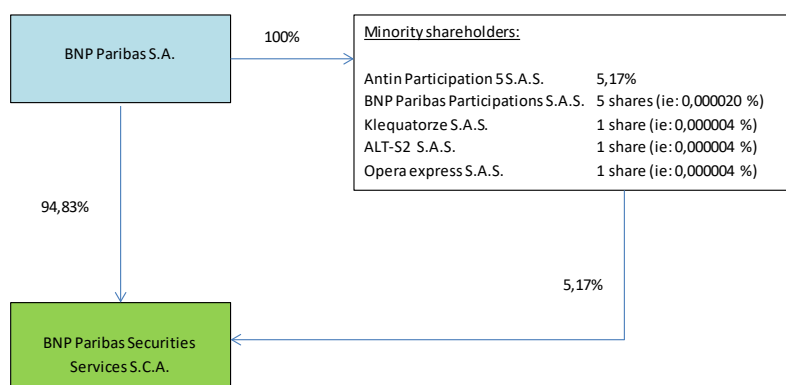 BNP Paribas S.A.
100%
Minority shareholders:
Antin Participation 5 S.A.S. 5,17%
BNP Paribas Participations S.A.S. 5 shares (ie: 0,000020 %)
Klequatorze S.A.S. 1 share (ie: 0,000004 %)
ALT-S2 S.A.S. 1 share (ie: 0,000004 %)
Opera express S.A.S. 1 share (ie: 0,000004 %)
94,83%
5,17%
BNP Paribas Securities
Services S.C.A.